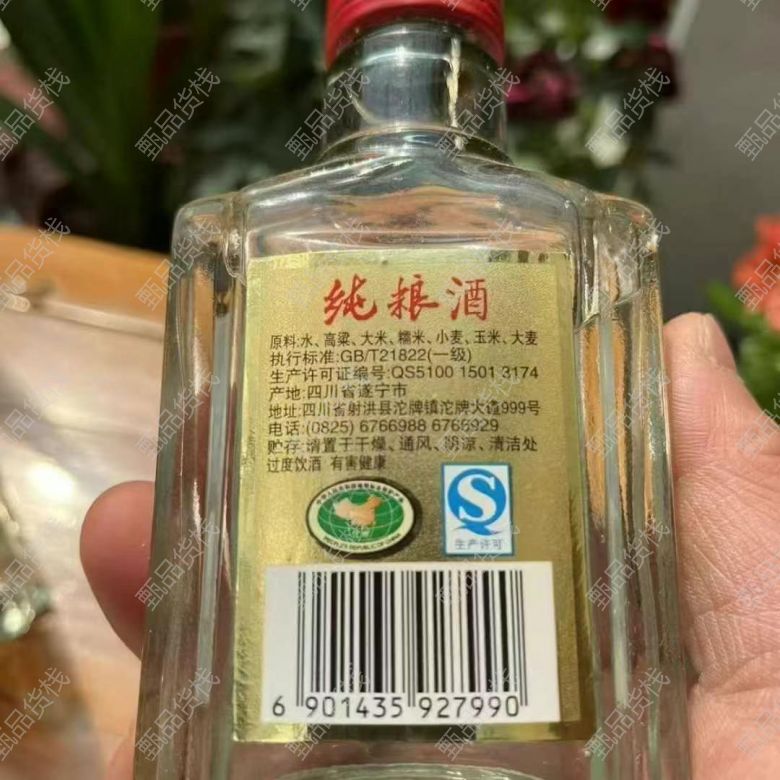 纯粮酒
原料:水、高粱、大米、糯米、小麦、玉米、大麦
执行标准:GB/T21822(一级)
生产许可证编号:QS5100 1501 3174
产地:四川省遂宁市
地址:四川省射洪县沱牌镇沱牌大道999号
电话:(0825) 6766988 6766929
贮存:请置于干燥、通风、阴凉、清洁处
过度饮酒 有害健康
PEOPLE'S REPUBLIC OF CHINA
生产许可
6 901435 927990
甄品货栈